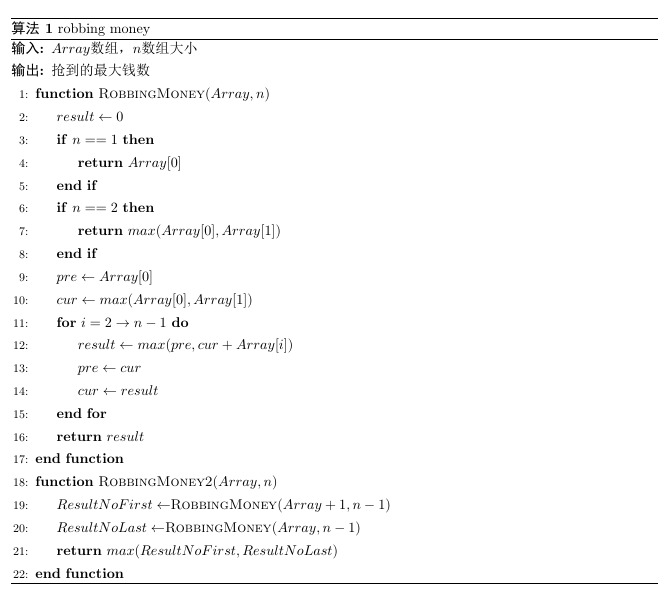 算法 1 robbing money
输入: Array数组，n数组大小
输出: 抢到的最大钱数
1: function RobbingMoney(Array, n)
2: result ← 0
3: if n == 1 then
4: return Array[0]
5: end if
6: if n == 2 then
7: return max(Array[0], Array[1])
8: end if
9: pre ← Array[0]
10: cur ← max(Array[0], Array[1])
11: for i = 2 → n − 1 do
12: result ← max(pre, cur + Array[i])
13: pre ← cur
14: cur ← result
15: end for
16: return result
17: end function
18: function RobbingMoney2(Array, n)
19: ResultNoFirst ←RobbingMoney(Array + 1, n − 1)
20: ResultNoLast ←RobbingMoney(Array, n − 1)
21: return max(ResultNoFirst, ResultNoLast)
22: end function